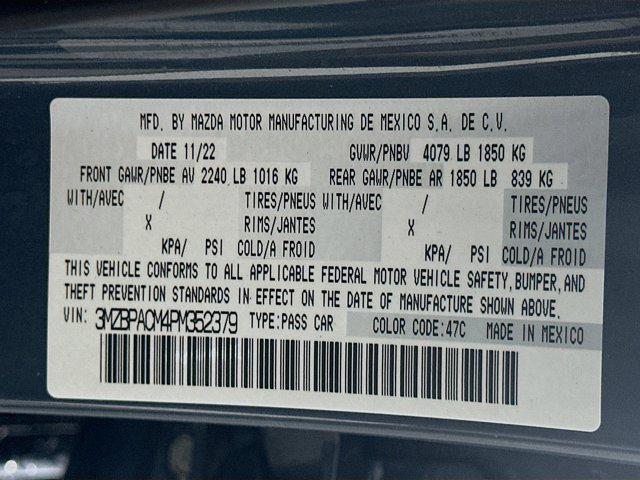 MFD. BY MAZDA MOTOR MANUFACTURING DE MEXICO S.A. DE C.V.
DATE 11/22 GVWR/PNBV 4079 LB 1850 KG
FRONT GAWR/PNBE AV 2240 LB 1016 KG REAR GAWR/PNBE AR 1850 LB 839 KG
WITH/AVEC / TIRES/PNEUS WITH/AVEC / TIRES/PNEUS
X RIMS/JANTES X RIMS/JANTES
KPA/ PSI COLD/A FROID KPA/ PSI COLD/A FROID
THIS VEHICLE CONFORMS TO ALL APPLICABLE FEDERAL MOTOR VEHICLE SAFETY, BUMPER, AND
THEFT PREVENTION STANDARDS IN EFFECT ON THE DATE OF MANUFACTURE SHOWN ABOVE.
VIN: 3MZBPACM4PM352379 TYPE:PASS CAR COLOR CODE:47C MADE IN MEXICO